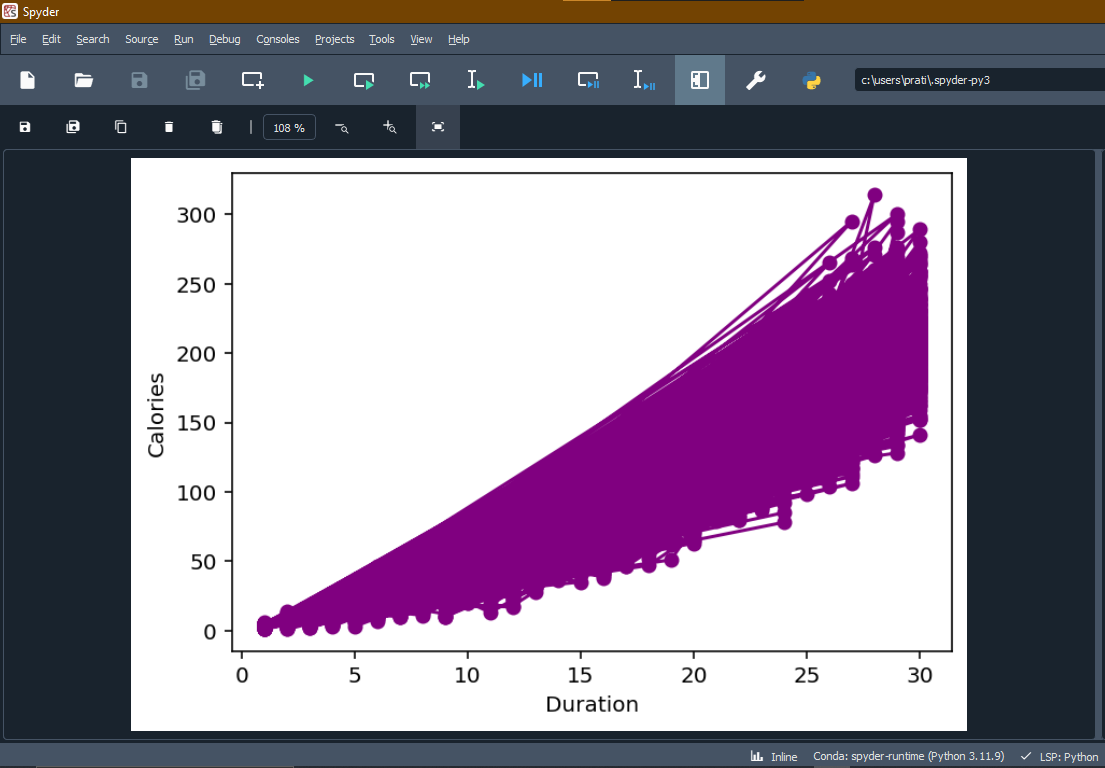 Spyder
File Edit Search Source Run Debug Consoles Projects Tools View Help
c:\users\prati\.spyder-py3
108 %
300
250
200
150
100
50
0
Calories
0 5 10 15 20 25 30
Duration
Inline Conda: spyder-runtime (Python 3.11.9) LSP: Python